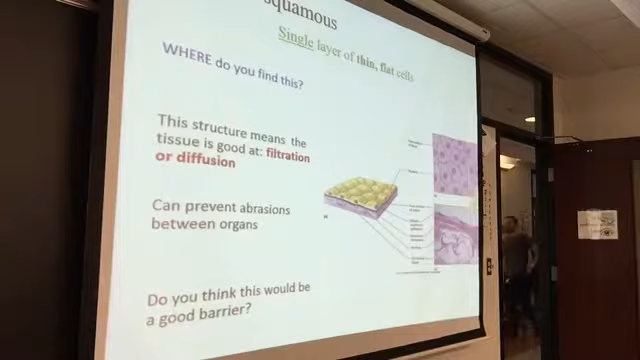 squamous
Single layer of thin, flat cells
WHERE do you find this?
This structure means the
tissue is good at: filtration
or diffusion
Can prevent abrasions
between organs
Do you think this would be
a good barrier?